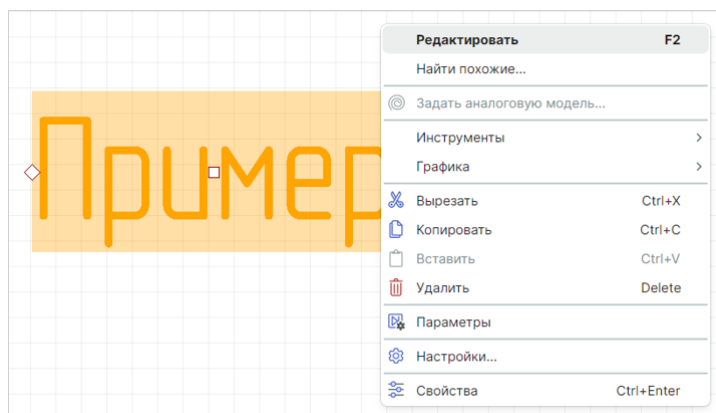 Пример
Редактировать F2
Найти похожие...
Задать аналоговую модель...
Инструменты
Графика
Вырезать Ctrl+X
Копировать Ctrl+C
Вставить Ctrl+V
Удалить Delete
Параметры
Настройки...
Свойства Ctrl+Enter